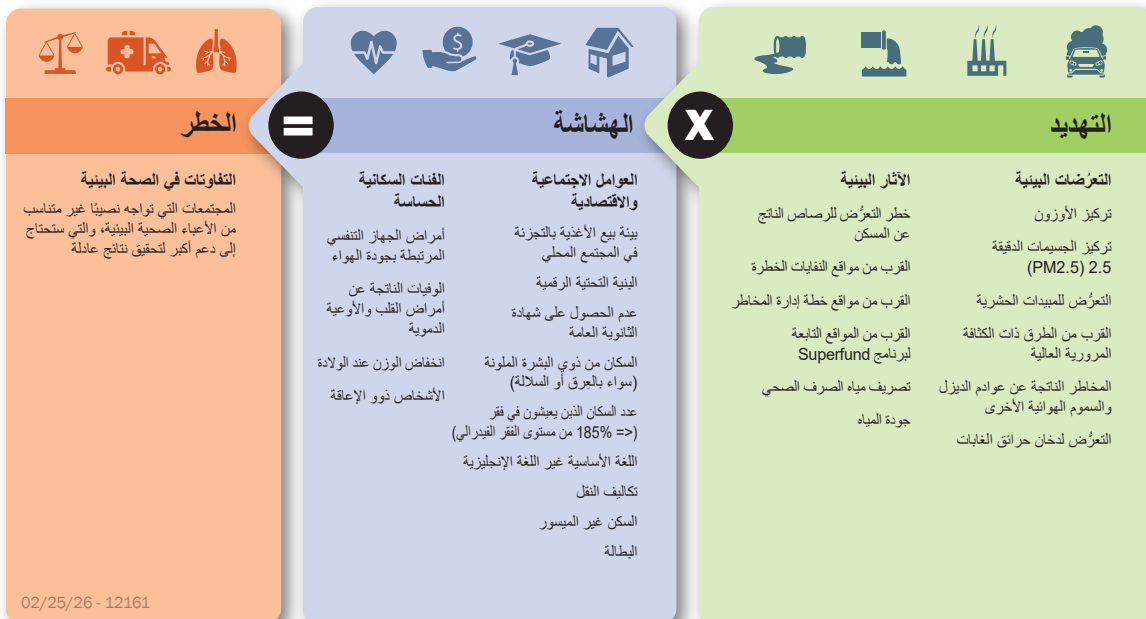 التهديد
X
التعرُضات البيئية
تركيز الأوزون
تركيز الجسيمات الدقيقة
2.5 (PM2.5)
التعرُّض للمبيدات الحشرية
القرب من الطرق ذات الكثافة
المرورية العالية
المخاطر الناتجة عن عوادم الديزل
والسموم الهوائية الأخرى
التعرُّض لدخان حرائق الغابات
الآثار البيئية
خطر التعرُّض للرصاص الناتج
عن المسكن
القرب من مواقع النفايات الخطرة
القرب من مواقع خطة إدارة المخاطر
القرب من المواقع التابعة
لبرنامج Superfund
تصريف مياه الصرف الصحي
جودة المياه
الهشاشة
=
العوامل الاجتماعية
والاقتصادية
بيئة بيع الأغذية بالتجزئة
في المجتمع المحلي
البنية التحتية الرقمية
عدم الحصول على شهادة
الثانوية العامة
السكان من ذوي البشرة الملونة
(سواء بالعِرق أو السلالة)
عدد السكان الذين يعيشون في فقر
(<= 185% من مستوى الفقر الفيدرالي)
اللغة الأساسية غير اللغة الإنجليزية
تكاليف النقل
السكن غير الميسور
البطالة
الفئات السكانية
الحساسة
أمراض الجهاز التنفسي
المرتبطة بجودة الهواء
الوفيات الناتجة عن
أمراض القلب والأوعية
الدموية
انخفاض الوزن عند الولادة
الأشخاص ذوو الإعاقة
الخطر
التفاوتات في الصحة البيئية
المجتمعات التي تواجه نصيبًا غير متناسب
من الأعباء الصحية البيئية، والتي ستحتاج
إلى دعم أكبر لتحقيق نتائج عادلة
02/25/26 - 12161